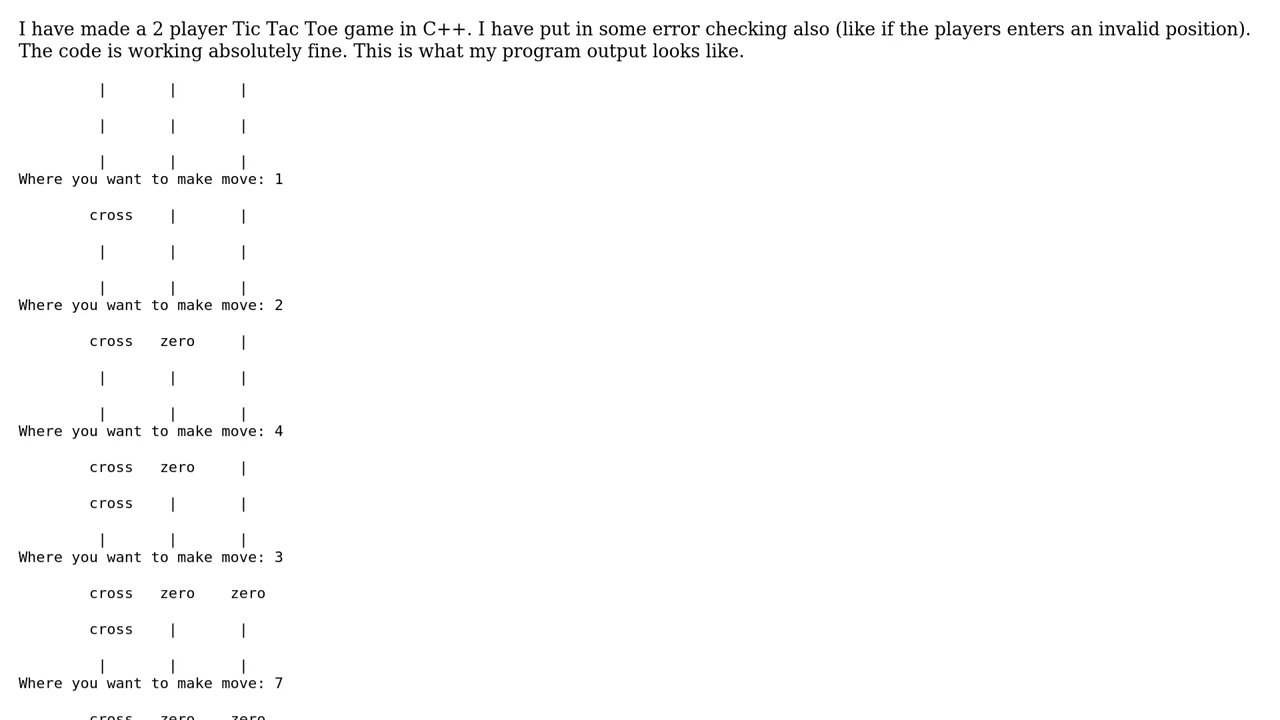 I have made a 2 player Tic Tac Toe game in C++. I have put in some error checking also (like if the players enters an invalid position).
The code is working absolutely fine. This is what my program output looks like.
| | |
| | |
| | |
Where you want to make move: 1
cross | |
| | |
| | |
Where you want to make move: 2
cross zero |
| | |
| | |
Where you want to make move: 4
cross zero |
cross | |
| | |
Where you want to make move: 3
cross zero zero
cross | |
| | |
Where you want to make move: 7
cross zero zero